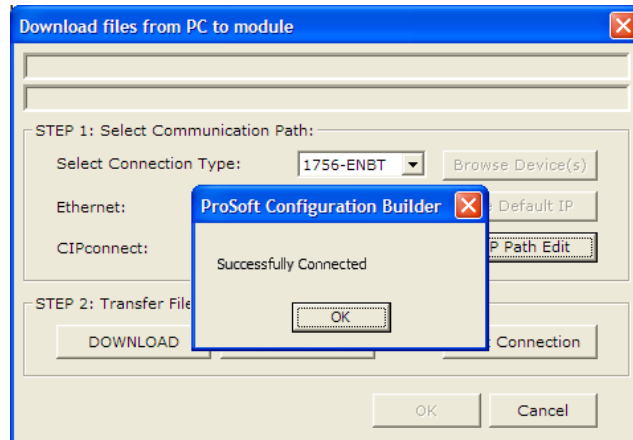 Download files from PC to module
STEP 1: Select Communication Path:
Select Connection Type: 1756-ENBT Browse Device(s)
Ethernet: Default IP
CIPconnect: P Path Edit
ProSoft Configuration Builder
Successfully Connected
OK
STEP 2: Transfer File
DOWNLOAD Connection
OK Cancel